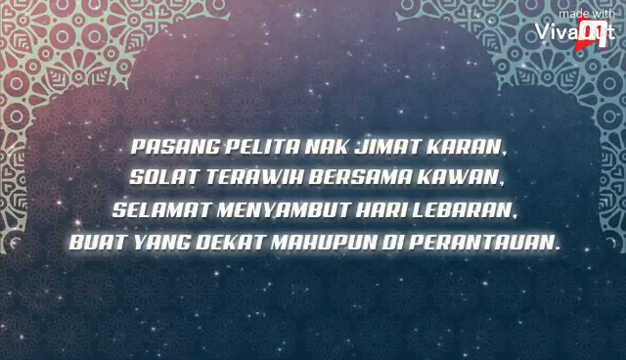 made with
Viva
PASANG PELITA NAK JIMAT KARAN,
SOLAT TERAWIH BERSAMA KAWAN,
SELAMAT MENYAMBUT HARI LEBARAN,
BUAT YANG DEKAT MAHUPUN DI PERANTAUAN.